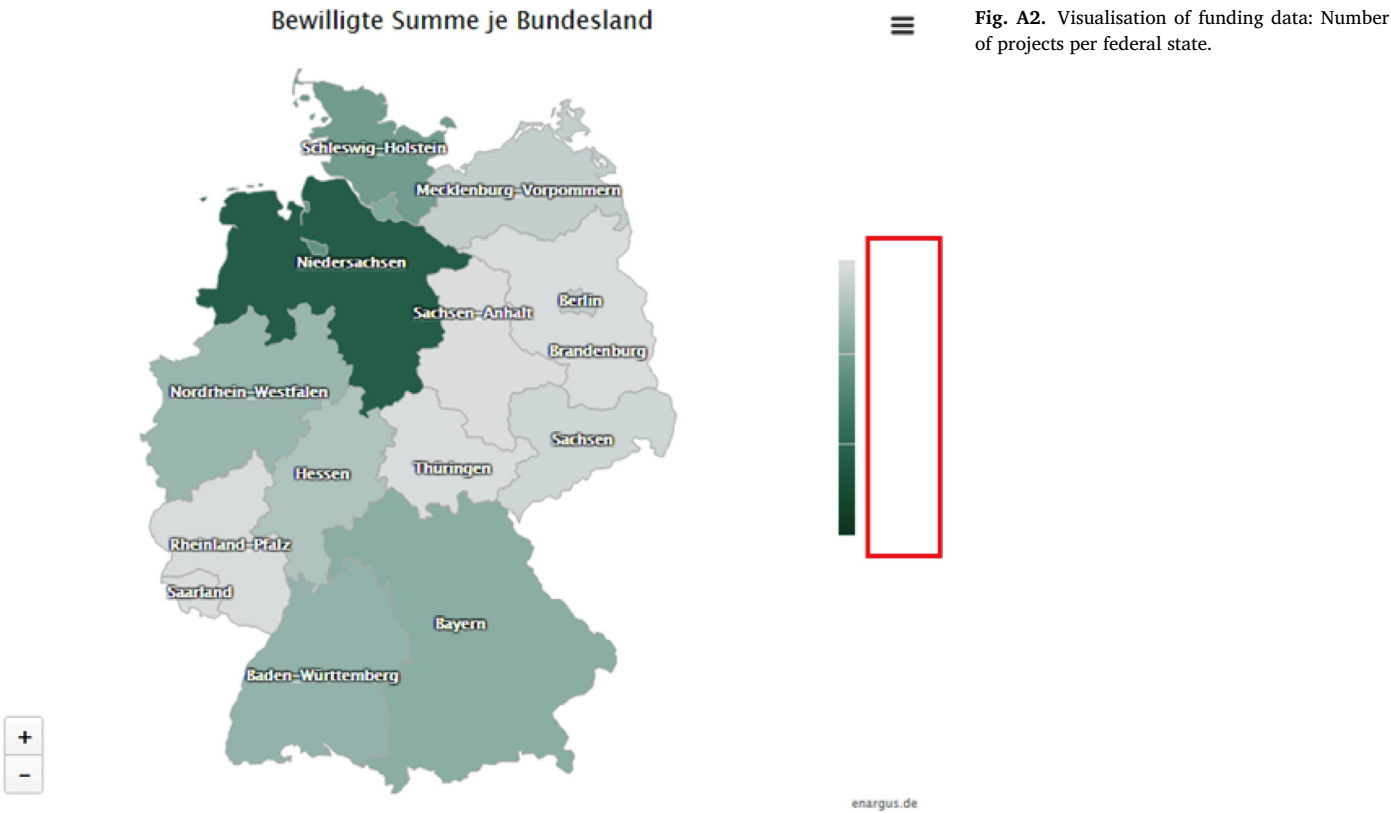 Bewilligte Summe je Bundesland
Fig. A2. Visualisation of funding data: Number
of projects per federal state.
Schleswig-Holstein
Mecklenburg-Vorpommern
Niedersachsen
Berlin
Sachsen-Anhalt
Brandenburg
Nordrhein-Westfalen
Sachsen
Thüringen
Hessen
Rheinland-Pfalz
Saarland
Bayern
Baden-Württemberg
+
-
enargus.de